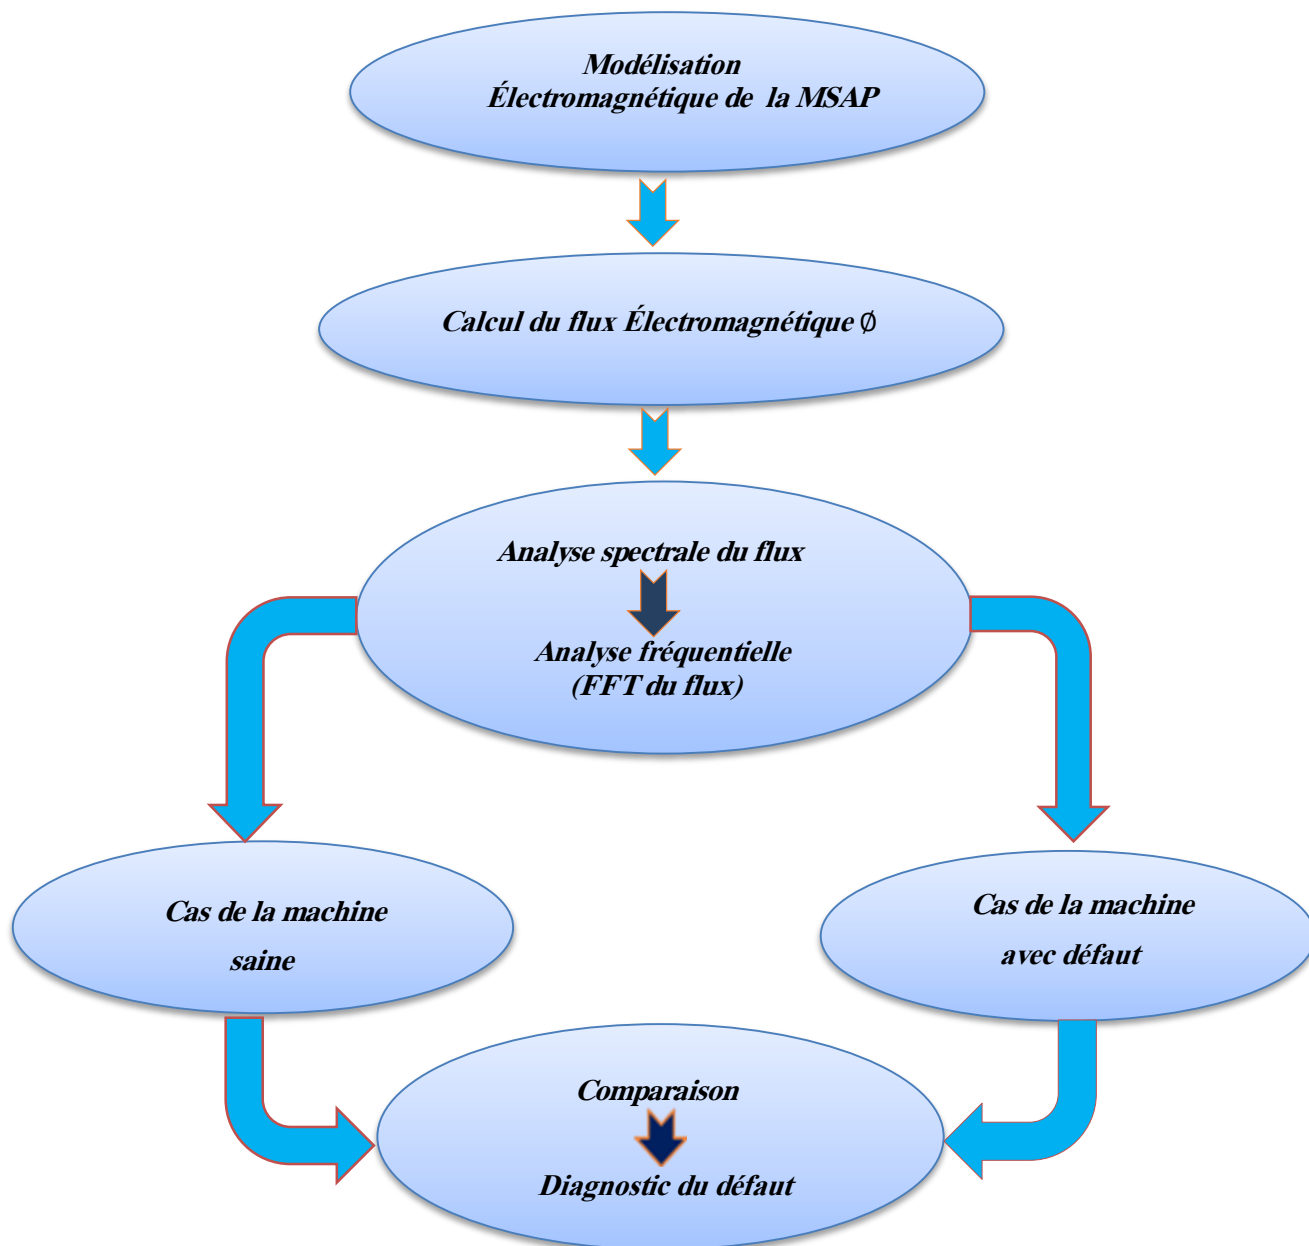 Modélisation
Électromagnétique de la MSAP
Calcul du flux Électromagnétique ∅
Analyse spectrale du flux
Analyse fréquentielle
(FFT du flux)
Cas de la machine
saine
Cas de la machine
avec défaut
Comparaison
Diagnostic du défaut